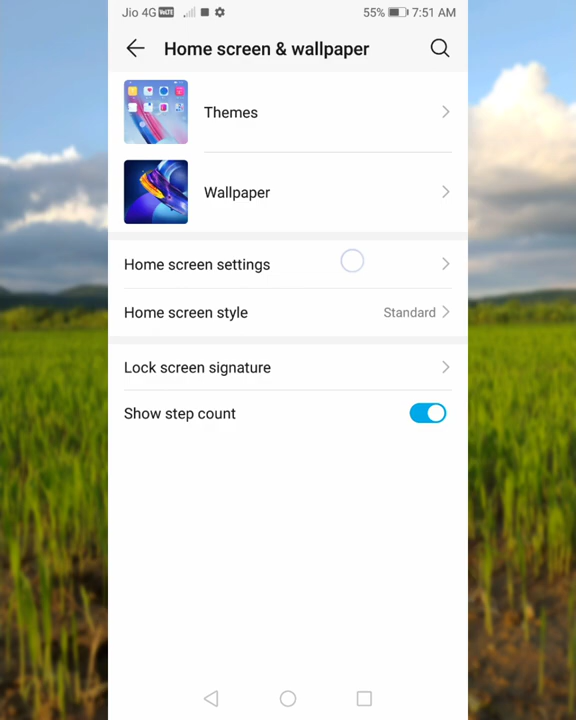 Jio 4G VoLTE 55% 7:51 AM
Home screen & wallpaper
Themes
Wallpaper
Home screen settings
Home screen style Standard
Lock screen signature
Show step count